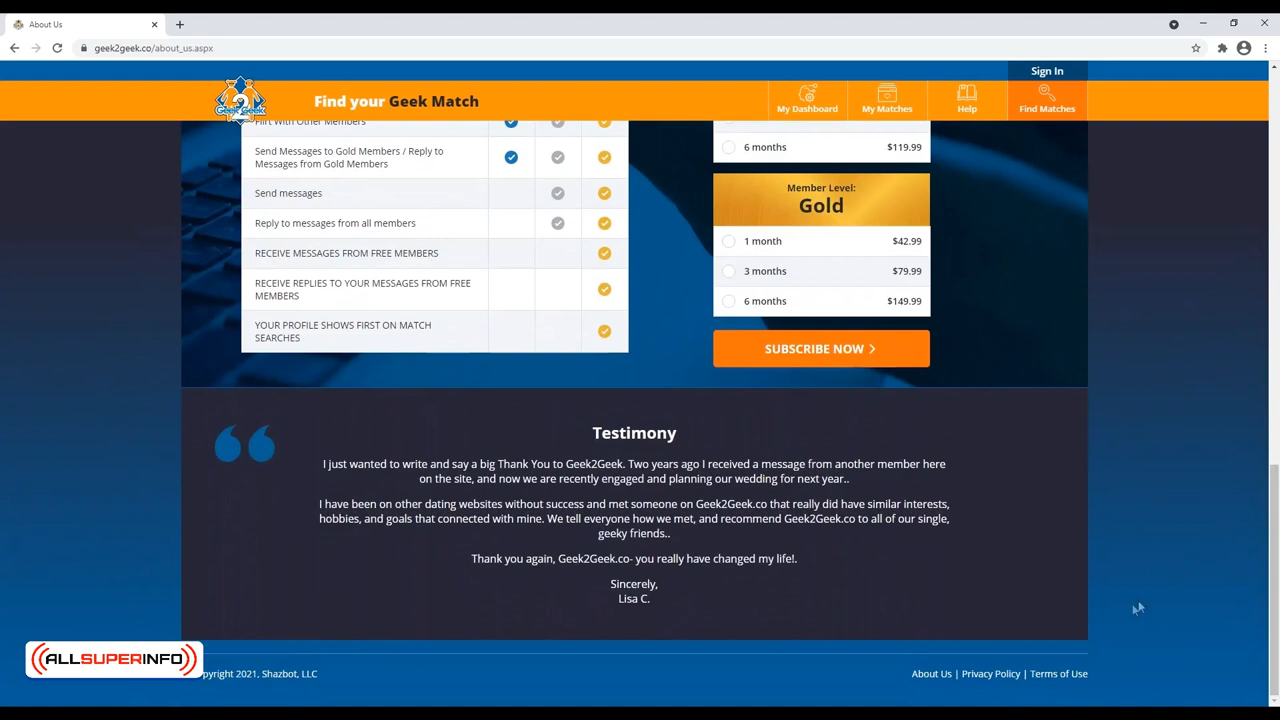 About Us
geek2geek.co/about_us.aspx
Sign In
Geek Geek
2
Find your Geek Match
My Dashboard
My Matches
Help
Find Matches
Flirt With Other Members
Send Messages to Gold Members / Reply to
Messages from Gold Members
Send messages
Reply to messages from all members
RECEIVE MESSAGES FROM FREE MEMBERS
RECEIVE REPLIES TO YOUR MESSAGES FROM FREE
MEMBERS
YOUR PROFILE SHOWS FIRST ON MATCH
SEARCHES
6 months $119.99
Member Level:
Gold
1 month $42.99
3 months $79.99
6 months $149.99
SUBSCRIBE NOW
Testimony
I just wanted to write and say a big Thank You to Geek2Geek. Two years ago I received a message from another member here
on the site, and now we are recently engaged and planning our wedding for next year..
I have been on other dating websites without success and met someone on Geek2Geek.co that really did have similar interests,
hobbies, and goals that connected with mine. We tell everyone how we met, and recommend Geek2Geek.co to all of our single,
geeky friends..
Thank you again, Geek2Geek.co- you really have changed my life!.
Sincerely,
Lisa C.
ALLSUPERINFO
pyright 2021, Shazbot, LLC
About Us | Privacy Policy | Terms of Use